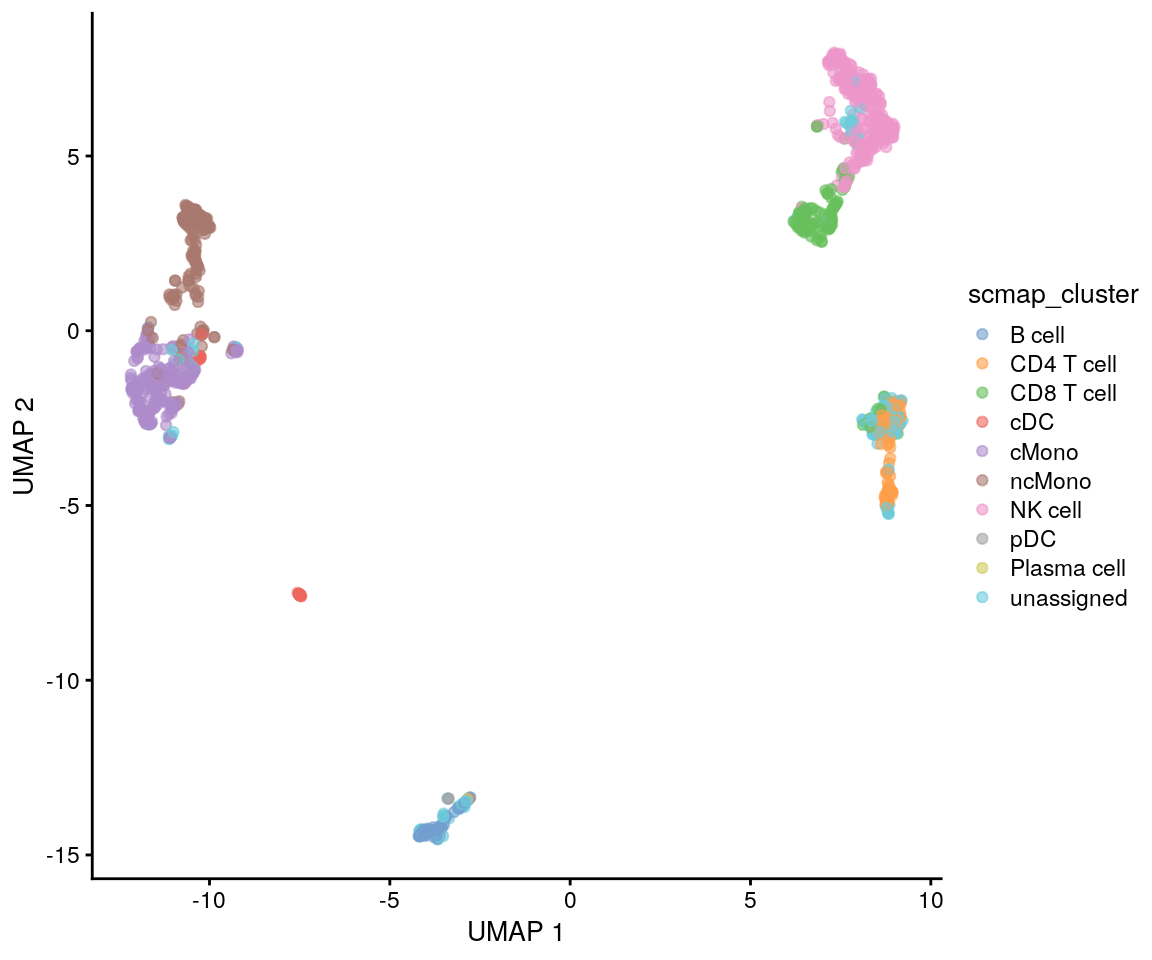 5
0
-5
-10
-15
UMAP 2
-10
-5
0
5
10
UMAP 1
scmap_cluster
B cell
CD4 T cell
CD8 T cell
cDC
cMono
ncMono
NK cell
pDC
Plasma cell
unassigned